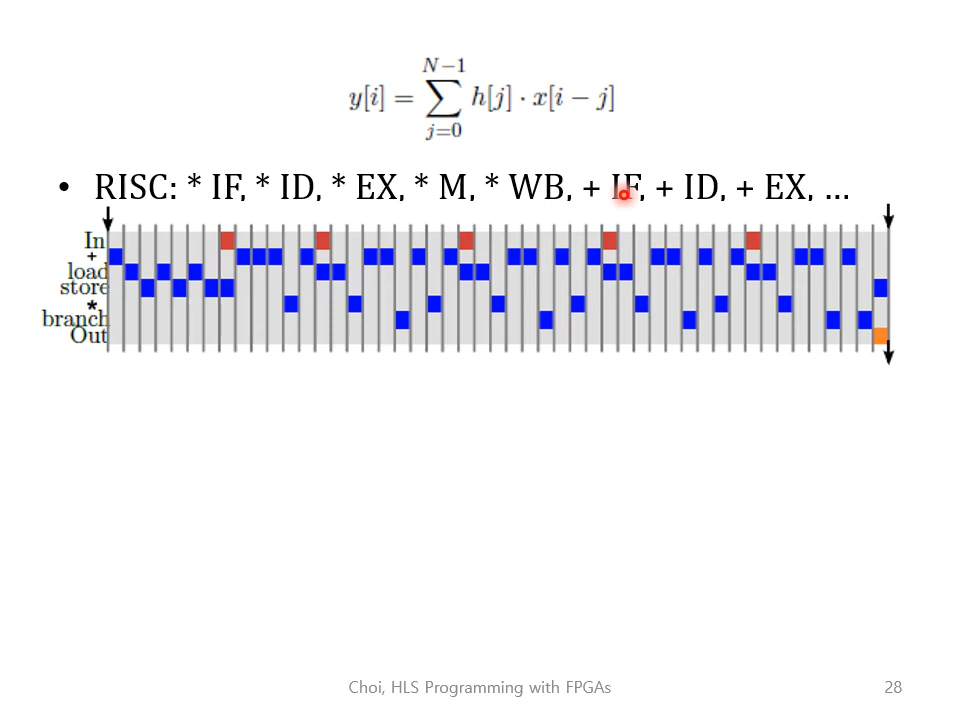 N−1
y[i] = ∑ h[j] · x[i − j]
j=0
• RISC: * IF, * ID, * EX, * M, * WB, + IF, + ID, + EX, …
In
+
load
store
*
branch
Out
Choi, HLS Programming with FPGAs 28